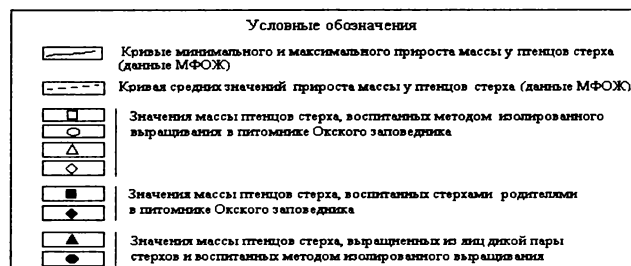 Условные обозначения
Кривые минимального и максимального прироста массы у птенцов стерха
(данные МФОЖ)
Кривая средних значений прироста массы у птенцов стерха (данные МФОЖ)
Значения массы птенцов стерха, воспитанных методом изолированного
выращивания в питомнике Окского заповедника
Значения массы птенцов стерха, воспитанных стерхами родителями
в питомнике Окского заповедника
Значения массы птенцов стерха, выращненных из яиц дикой пары
стерхов и воспитанных методом изолированного выращивания